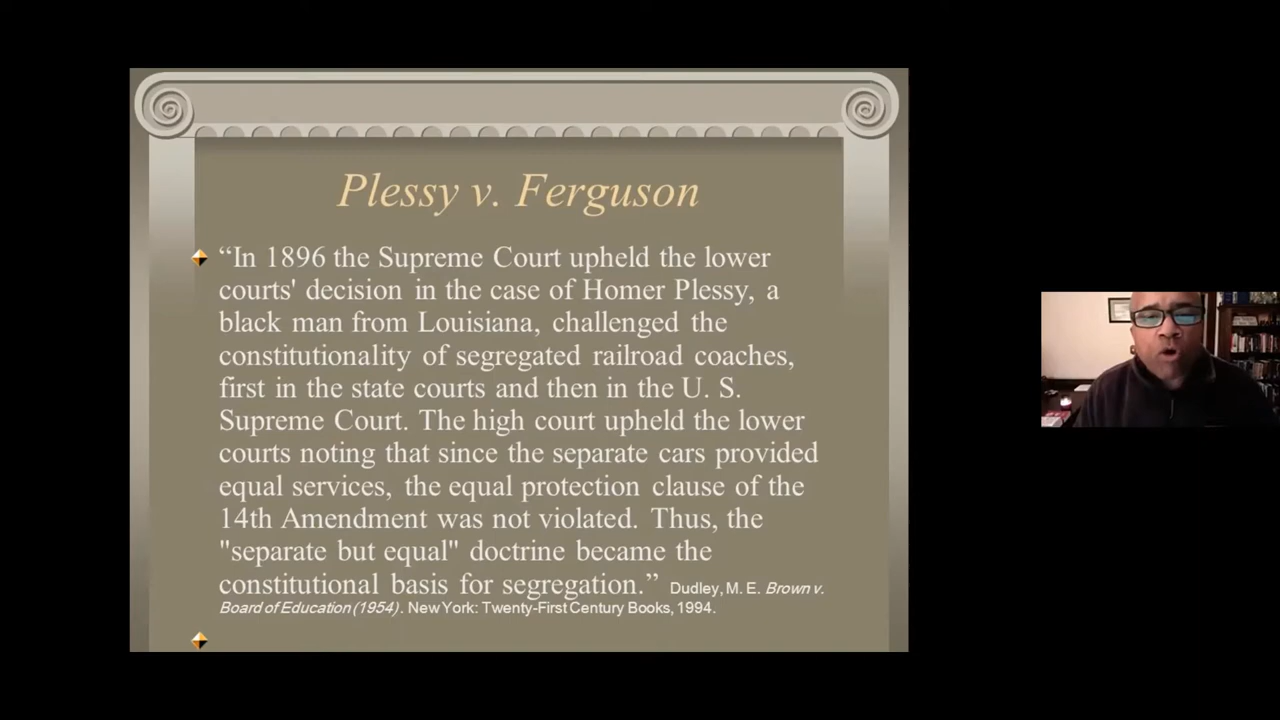 Plessy v. Ferguson
“In 1896 the Supreme Court upheld the lower
courts' decision in the case of Homer Plessy, a
black man from Louisiana, challenged the
constitutionality of segregated railroad coaches,
first in the state courts and then in the U. S.
Supreme Court. The high court upheld the lower
courts noting that since the separate cars provided
equal services, the equal protection clause of the
14th Amendment was not violated. Thus, the
"separate but equal" doctrine became the
constitutional basis for segregation.” Dudley, M. E. Brown v.
Board of Education (1954). New York: Twenty-First Century Books, 1994.